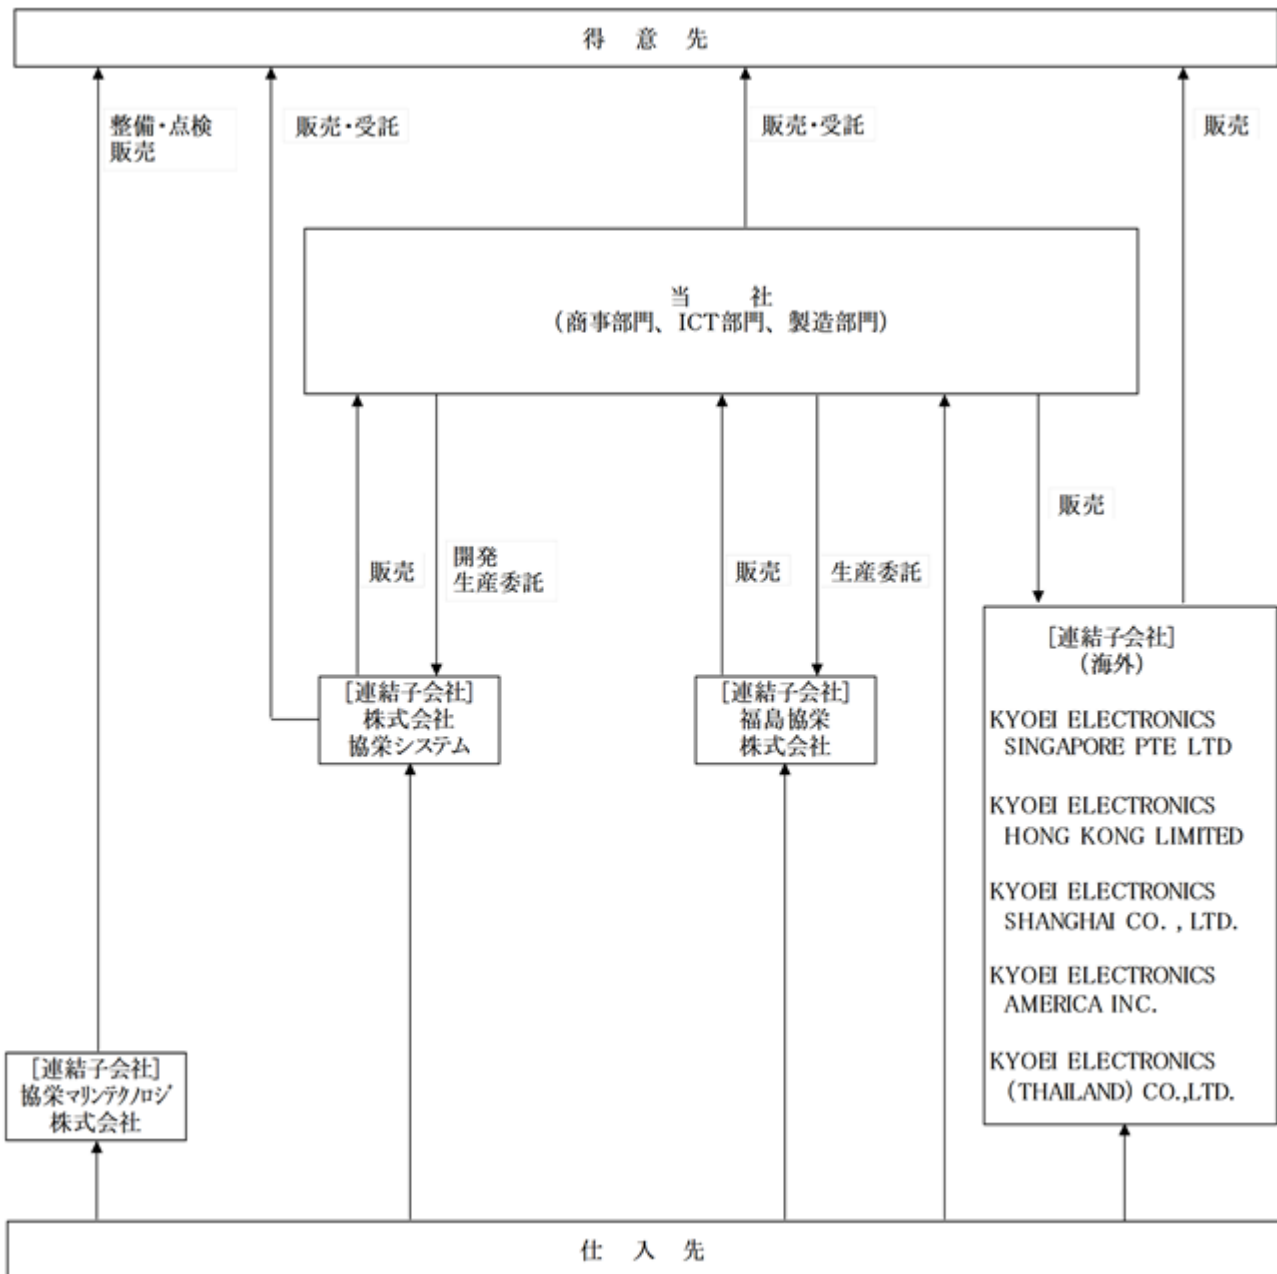 得 意 先
整備・点検
販売
販売・受託
販売・受託
販売
当 社
(商事部門、ICT部門、製造部門)
販売
開発
生産委託
販売
生産委託
販売
[連結子会社]
株式会社
協栄システム
[連結子会社]
福島協栄
株式会社
[連結子会社]
(海外)
KYOEI ELECTRONICS
SINGAPORE PTE LTD
KYOEI ELECTRONICS
HONG KONG LIMITED
KYOEI ELECTRONICS
SHANGHAI CO. , LTD.
KYOEI ELECTRONICS
AMERICA INC.
KYOEI ELECTRONICS
(THAILAND) CO.,LTD.
[連結子会社]
協栄マリンテクノロジ
株式会社
仕 入 先